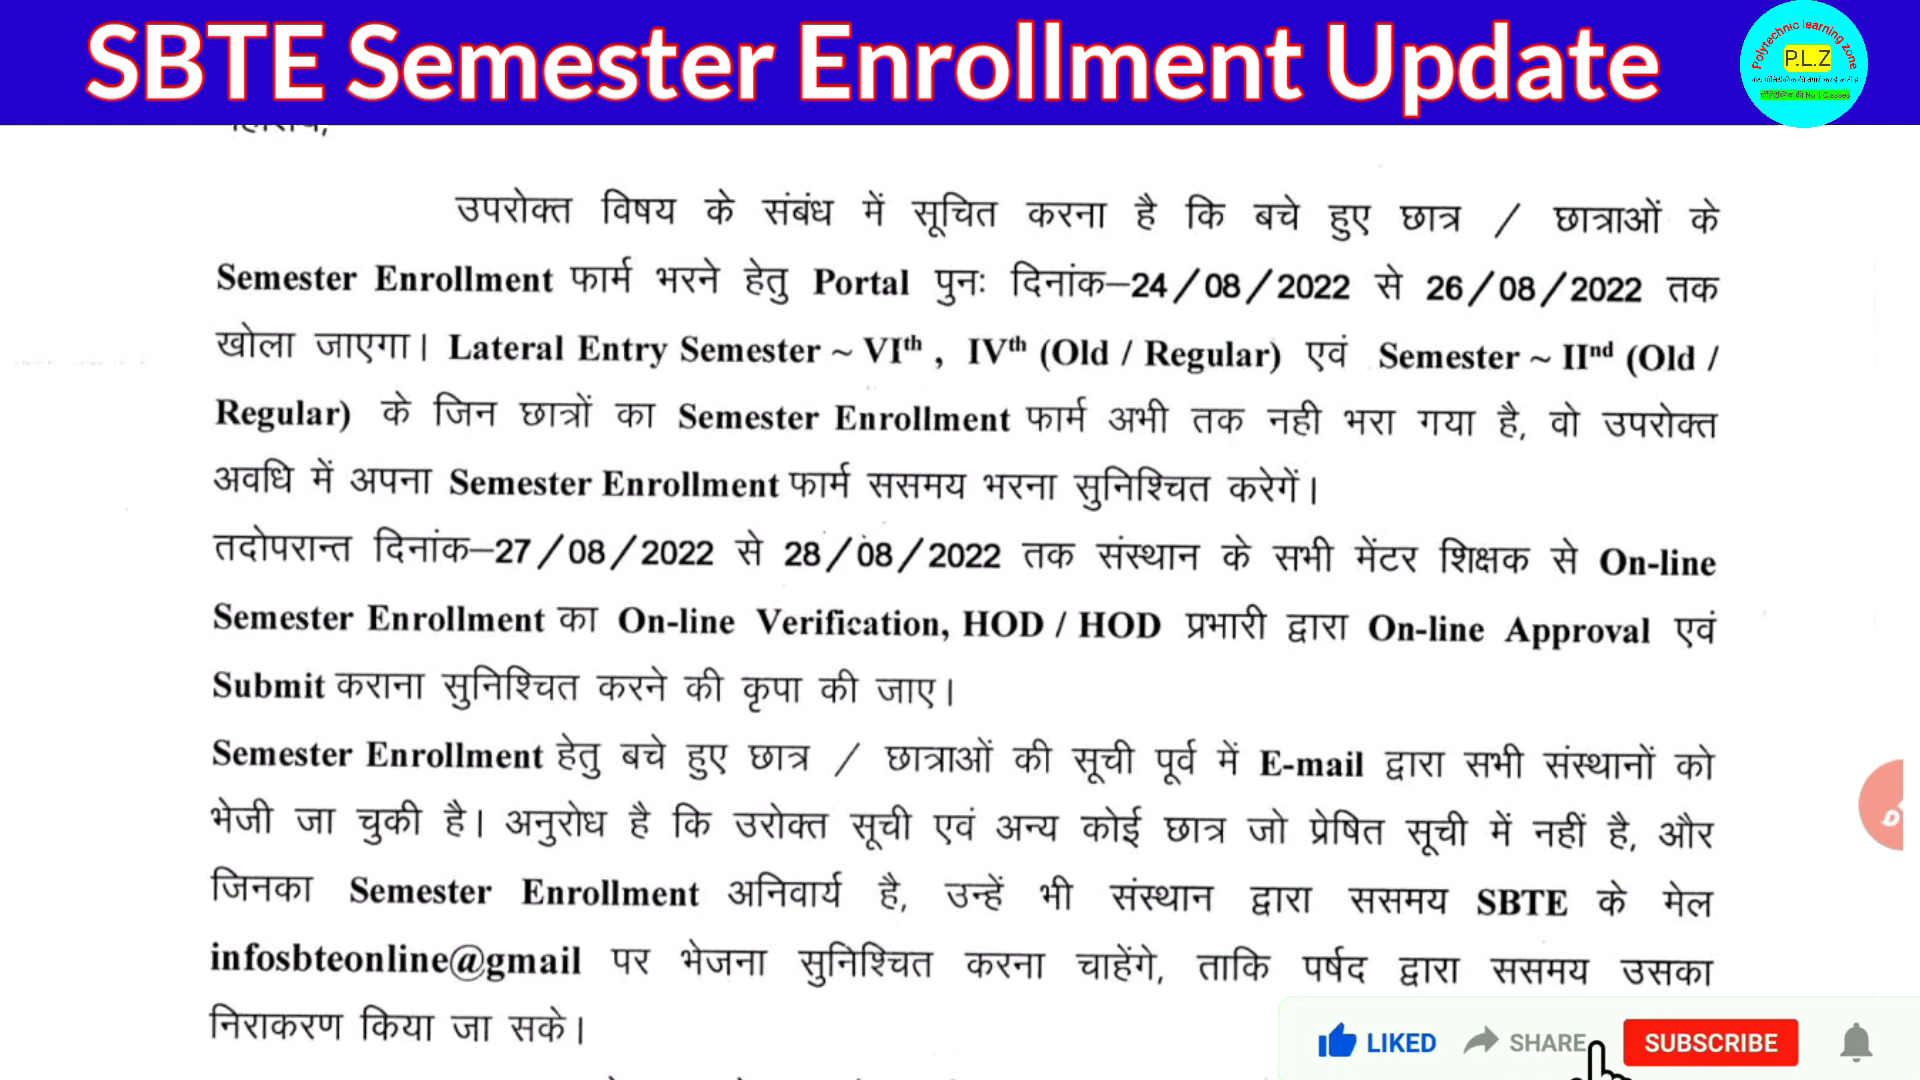 SBTE Semester Enrollment Update
Polytechnic learning zone
P.L.Z
उपरोक्त विषय के संबंध में सूचित करना है कि बचे हुए छात्र / छात्राओं के
Semester Enrollment फार्म भरने हेतु Portal पुनः दिनांक–24/08/2022 से 26/08/2022 तक
खोला जाएगा। Lateral Entry Semester ~ VIth , IVth (Old / Regular) एवं Semester ~ IInd (Old /
Regular) के जिन छात्रों का Semester Enrollment फार्म अभी तक नही भरा गया है, वो उपरोक्त
अवधि में अपना Semester Enrollment फार्म ससमय भरना सुनिश्चित करेगें।
तदोपरान्त दिनांक–27/08/2022 से 28/08/2022 तक संस्थान के सभी मेंटर शिक्षक से On-line
Semester Enrollment का On-line Verification, HOD / HOD प्रभारी द्वारा On-line Approval एवं
Submit कराना सुनिश्चित करने की कृपा की जाए।
Semester Enrollment हेतु बचे हुए छात्र / छात्राओं की सूची पूर्व में E-mail द्वारा सभी संस्थानों को
भेजी जा चुकी है। अनुरोध है कि उरोक्त सूची एवं अन्य कोई छात्र जो प्रेषित सूची में नहीं है, और
जिनका Semester Enrollment अनिवार्य है, उन्हें भी संस्थान द्वारा ससमय SBTE के मेल
infosbteonline@gmail पर भेजना सुनिश्चित करना चाहेंगे, ताकि पर्षद द्वारा ससमय उसका
निराकरण किया जा सके।
LIKED SHARE SUBSCRIBE